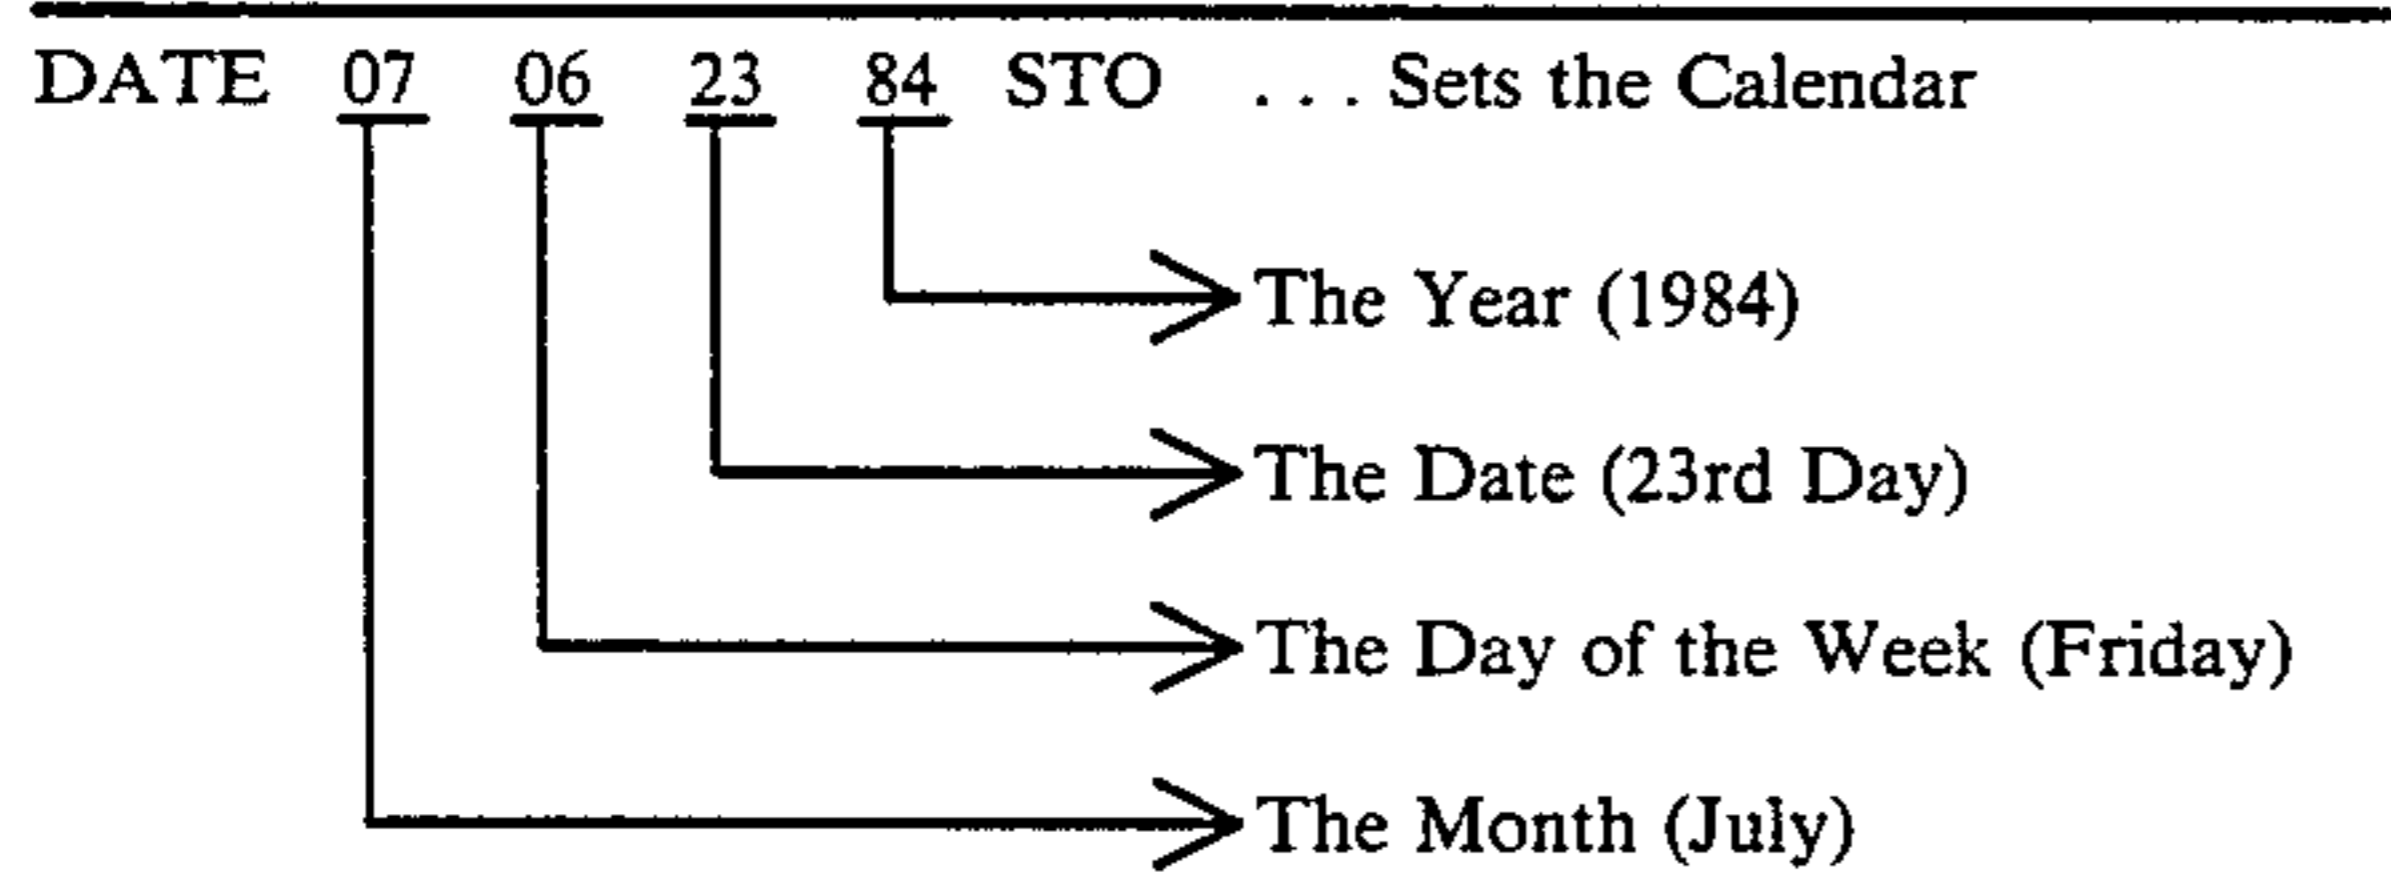 DATE 07 06 23 84 STO ... Sets the Calendar
The Year (1984)
The Date (23rd Day)
The Day of the Week (Friday)
The Month (July)